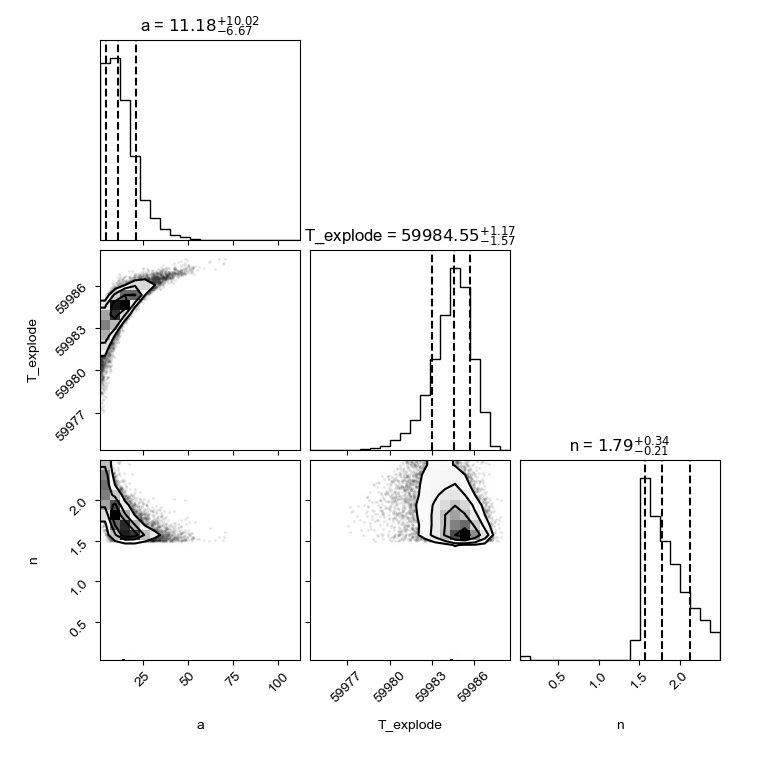 a = 11.18+10.02−6.67
T_explode = 59984.55+1.17−1.57
59986
59983
59980
59977
T_explode
n = 1.79+0.34−0.21
2.0
1.5
1.0
0.5
n
25 50 75 100
59977 59980 59983 59986
0.5 1.0 1.5 2.0
a T_explode n